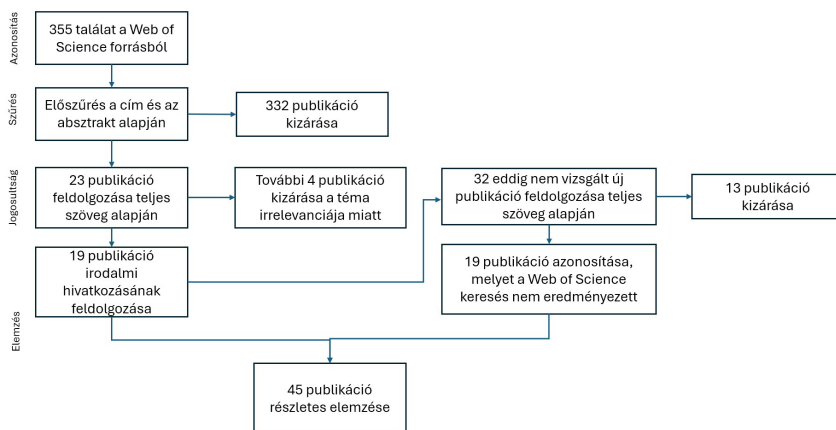 Azonosítás
355 találat a Web of
Science forrásból
Szűrés
Előszűrés a cím és az
absztrakt alapján
332 publikáció
kizárása
Jogosultság
23 publikáció
feldolgozása teljes
szöveg alapján
További 4 publikáció
kizárása a téma
irrelevanciája miatt
32 eddig nem vizsgált új
publikáció feldolgozása teljes
szöveg alapján
13 publikáció
kizárása
19 publikáció
irodalmi
hivatkozásának
feldolgozása
19 publikáció azonosítása,
melyet a Web of Science
keresés nem eredményezett
Elemzés
45 publikáció
részletes elemzése